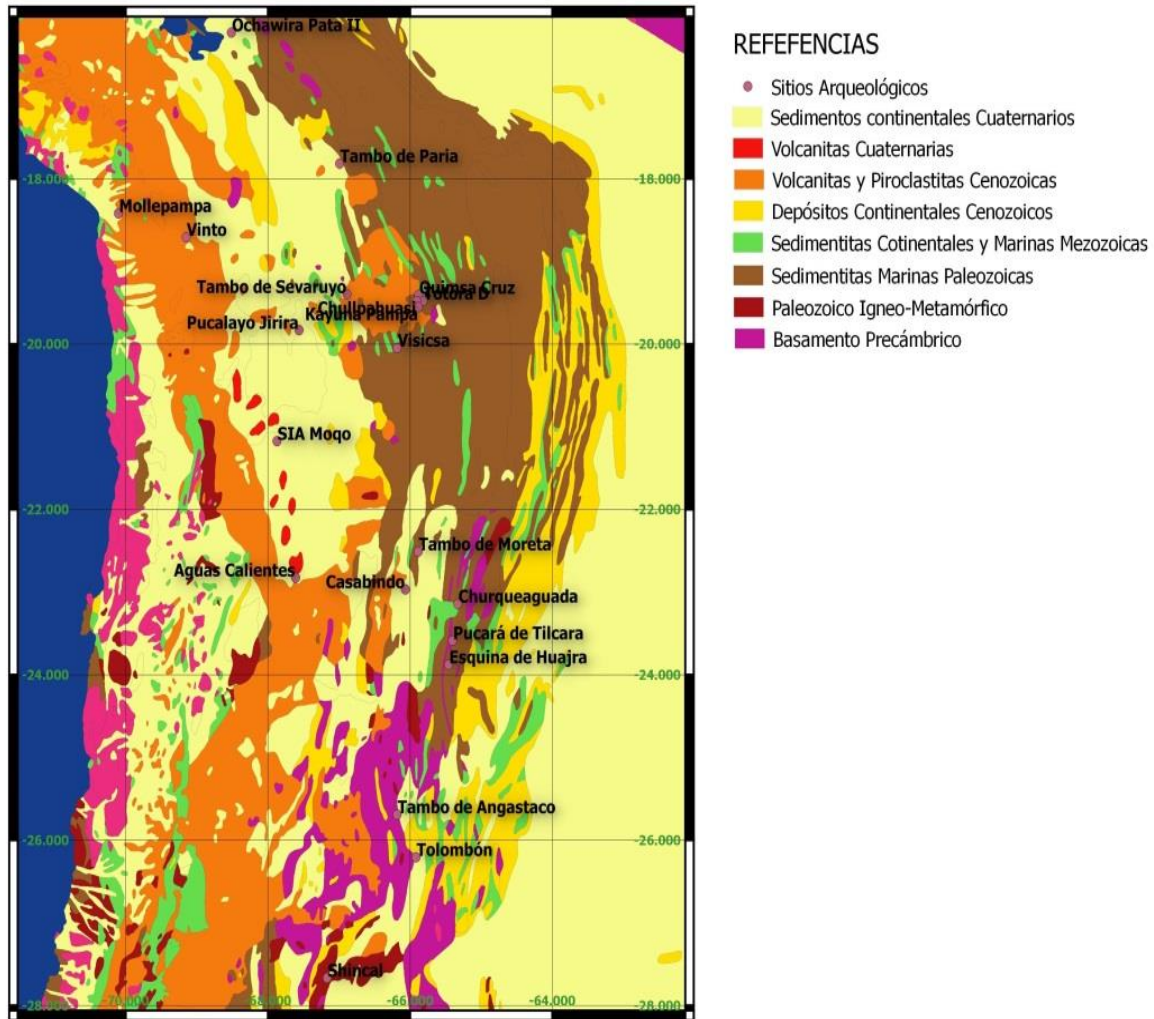 Ochawira Pata II
Tambo de Paria
-18.000
-18.000
Mollepampa
Vinto
Tambo de Sevaruyo
Quimsa Cruz
Totora D
Chullpahuasi
Kayuna Pampa
Pucalayo Jirira
-20.000
-20.000
Visicsa
SIA Moqo
-22.000
-22.000
Tambo de Moreta
Aguas Calientes
Casabindo
Churqueaguada
Pucará de Tilcara
Esquina de Huajra
-24.000
-24.000
Tambo de Angastaco
-26.000
-26.000
Tolombón
Shincal
-28.000
-70.000
-68.000
-66.000
-64.000
-28.000
REFEFENCIAS
Sitios Arqueológicos
Sedimentos continentales Cuaternarios
Volcanitas Cuaternarias
Volcanitas y Piroclastitas Cenozoicas
Depósitos Continentales Cenozoicos
Sedimentitas Cotinentales y Marinas Mezozoicas
Sedimentitas Marinas Paleozoicas
Paleozoico Igneo-Metamórfico
Basamento Precámbrico